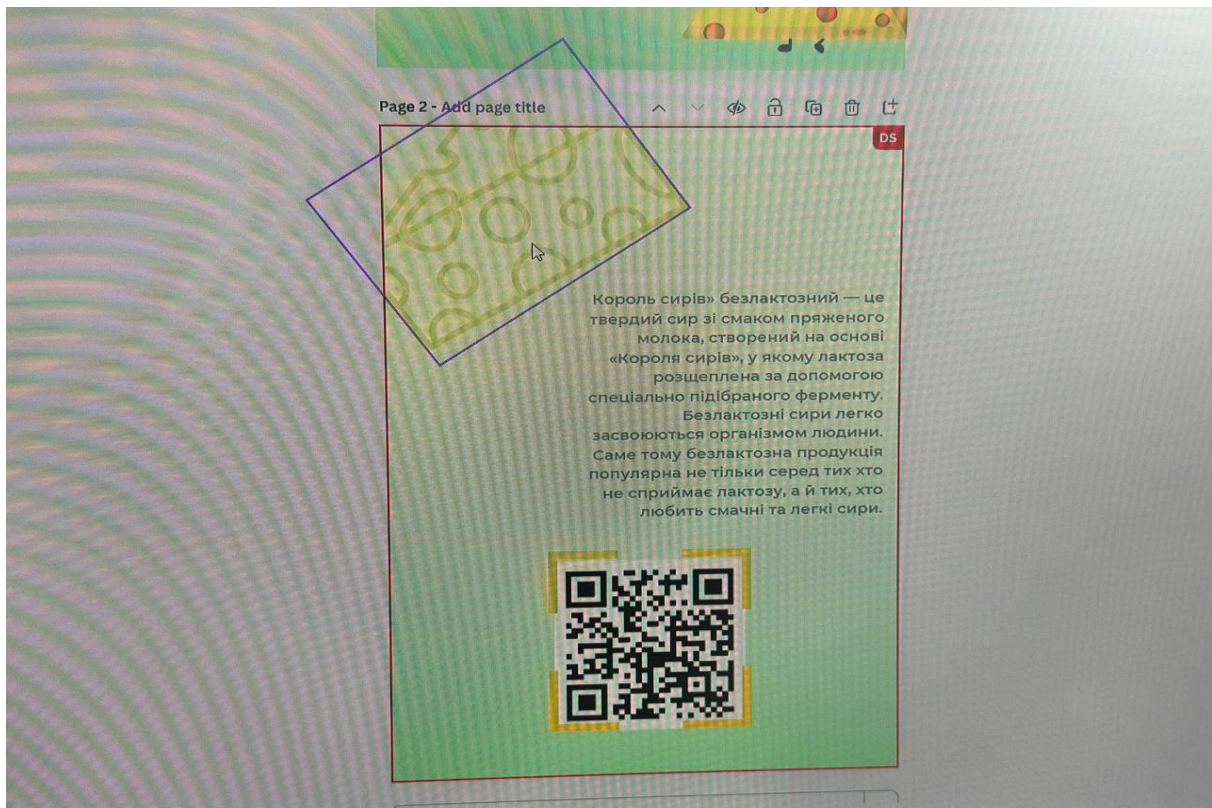 Page 2 - Add page title
DS
Король сирів» безлактозний — це
твердий сир зі смаком пряженого
молока, створений на основі
«Короля сирів», у якому лактоза
розщеплена за допомогою
спеціально підібраного ферменту.
Безлактозні сири легко
засвоюються організмом людини.
Саме тому безлактозна продукція
популярна не тільки серед тих хто
не сприймає лактозу, а й тих, хто
любить смачні та легкі сири.